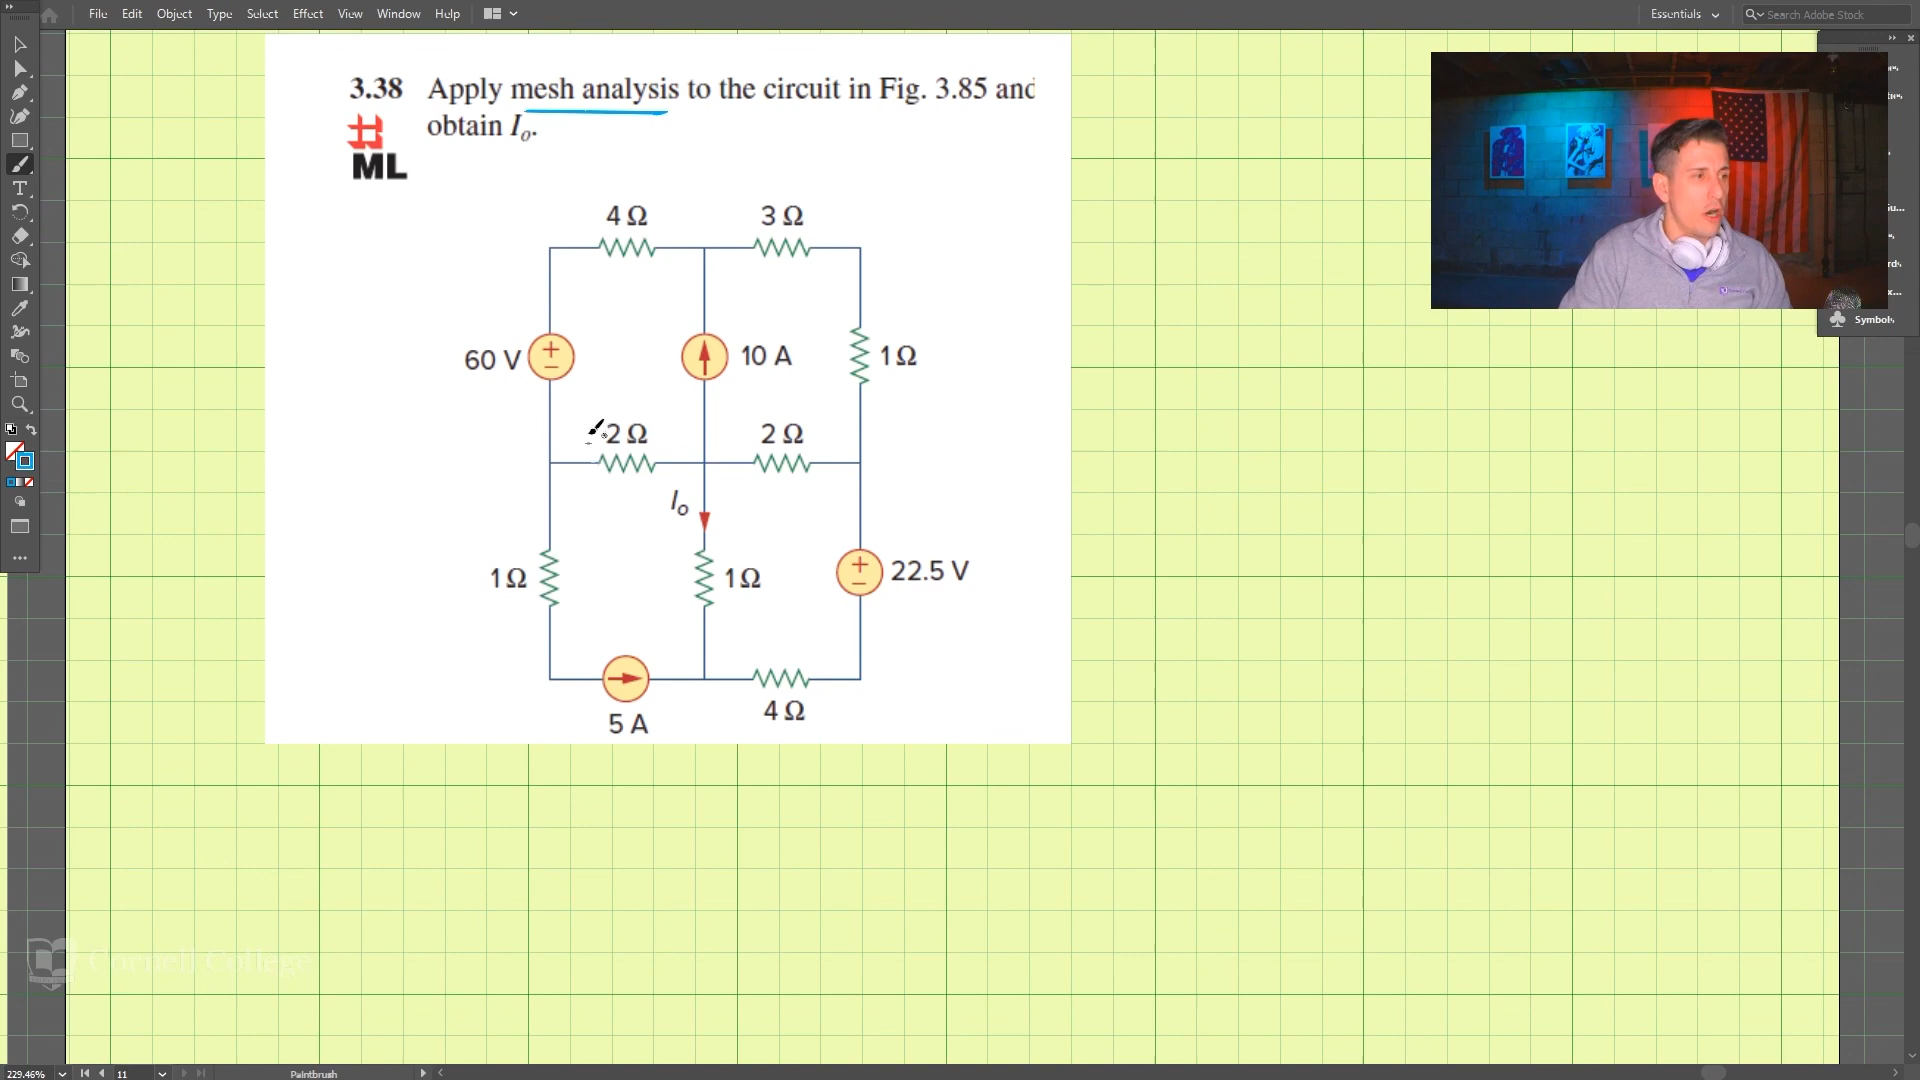 File Edit Object Type Select Effect View Window Help
Essentials
Search Adobe Stock
3.38 Apply mesh analysis to the circuit in Fig. 3.85 and
obtain Iₒ.
ML
4 Ω 3 Ω
60 V + − 10 A 1 Ω
2 Ω 2 Ω
Iₒ
1 Ω 1 Ω + − 22.5 V
5 A 4 Ω
Symbols
Cornell College
229.46% 11 Paintbrush